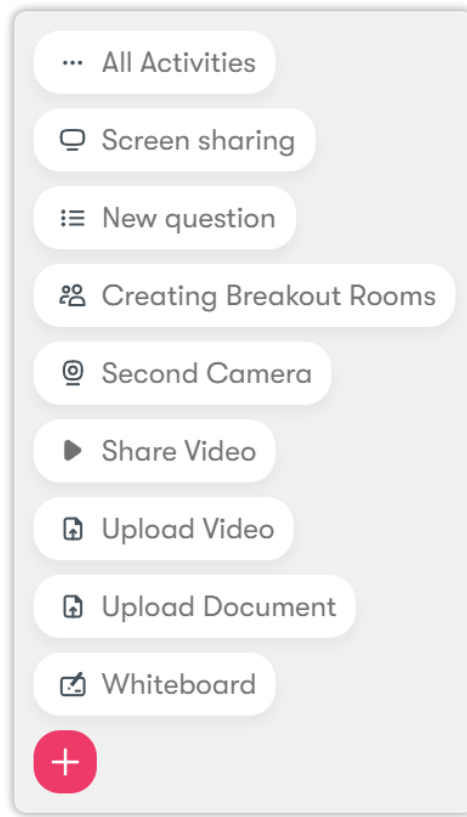 All Activities
Screen sharing
New question
Creating Breakout Rooms
Second Camera
Share Video
Upload Video
Upload Document
Whiteboard